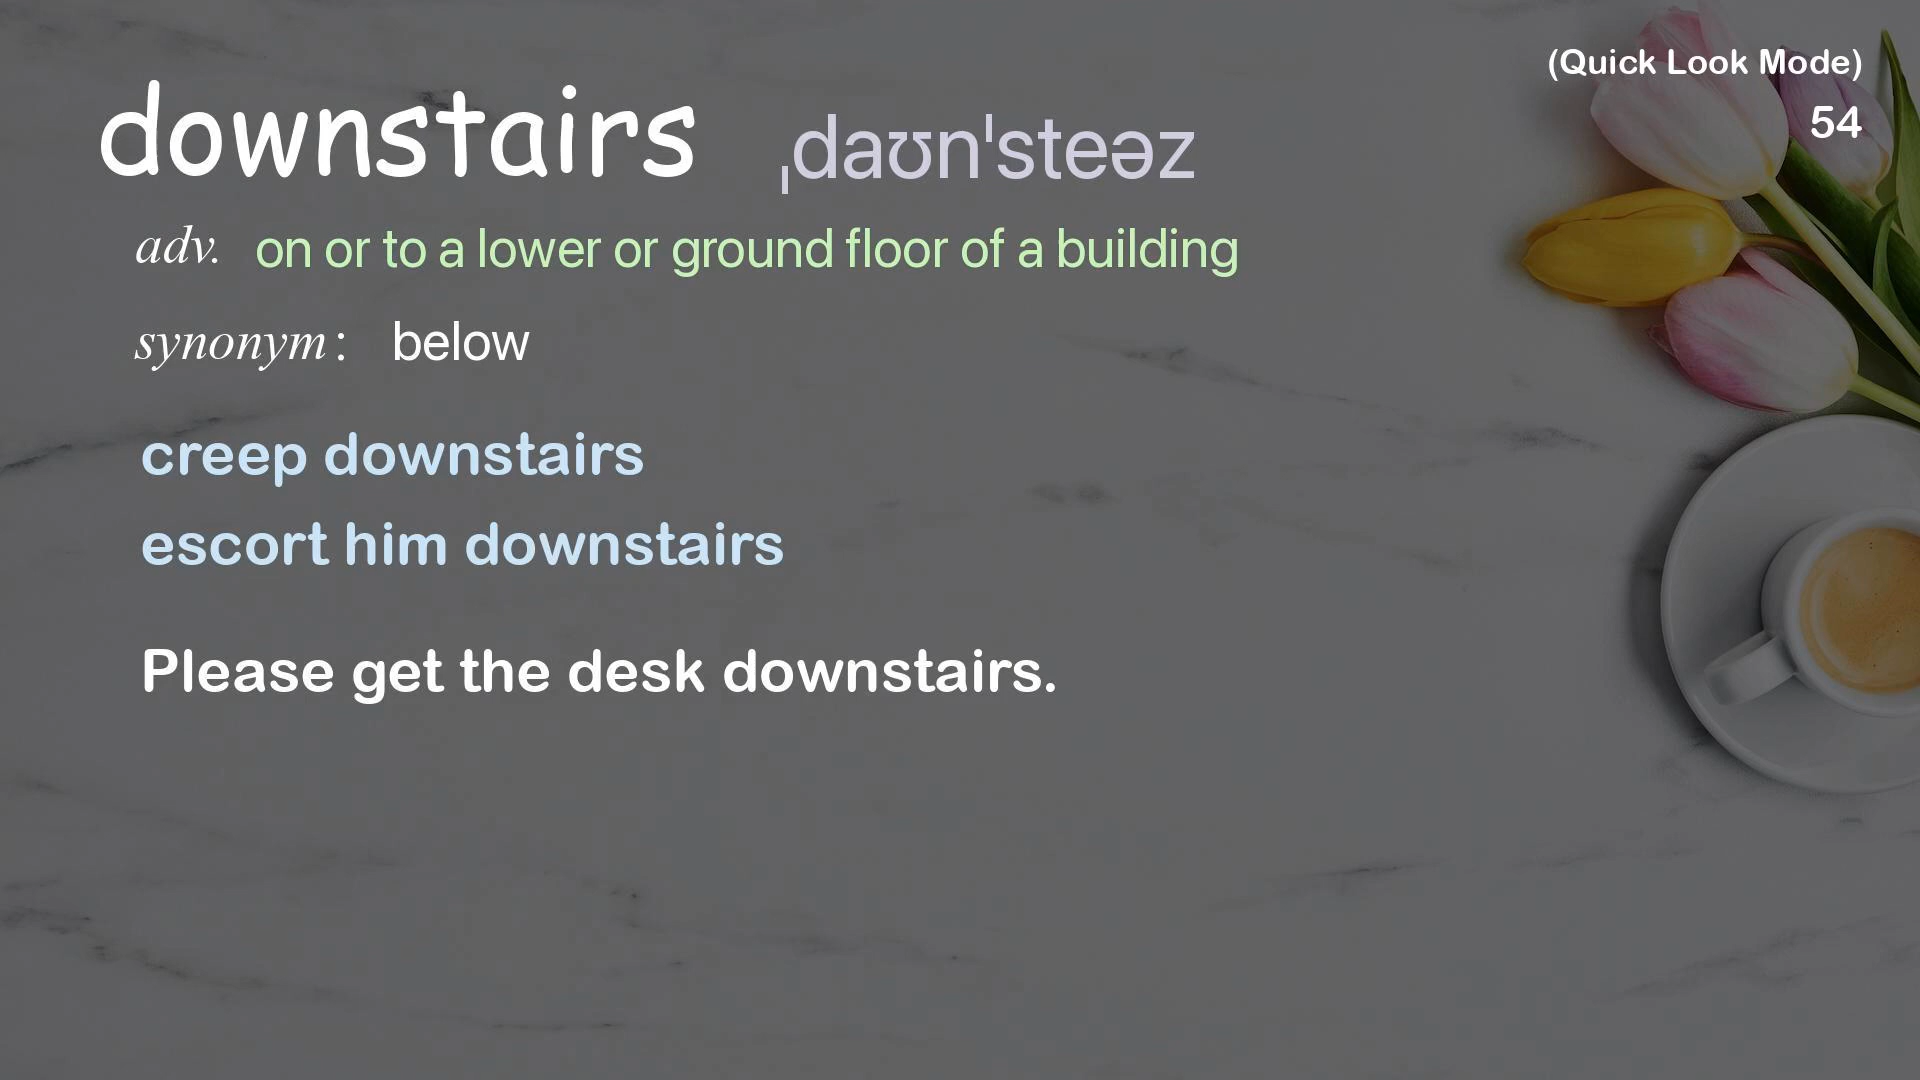 (Quick Look Mode)
54
downstairs ˌdaʊnˈsteəz
adv. on or to a lower or ground floor of a building
synonym: below
creep downstairs
escort him downstairs
Please get the desk downstairs.